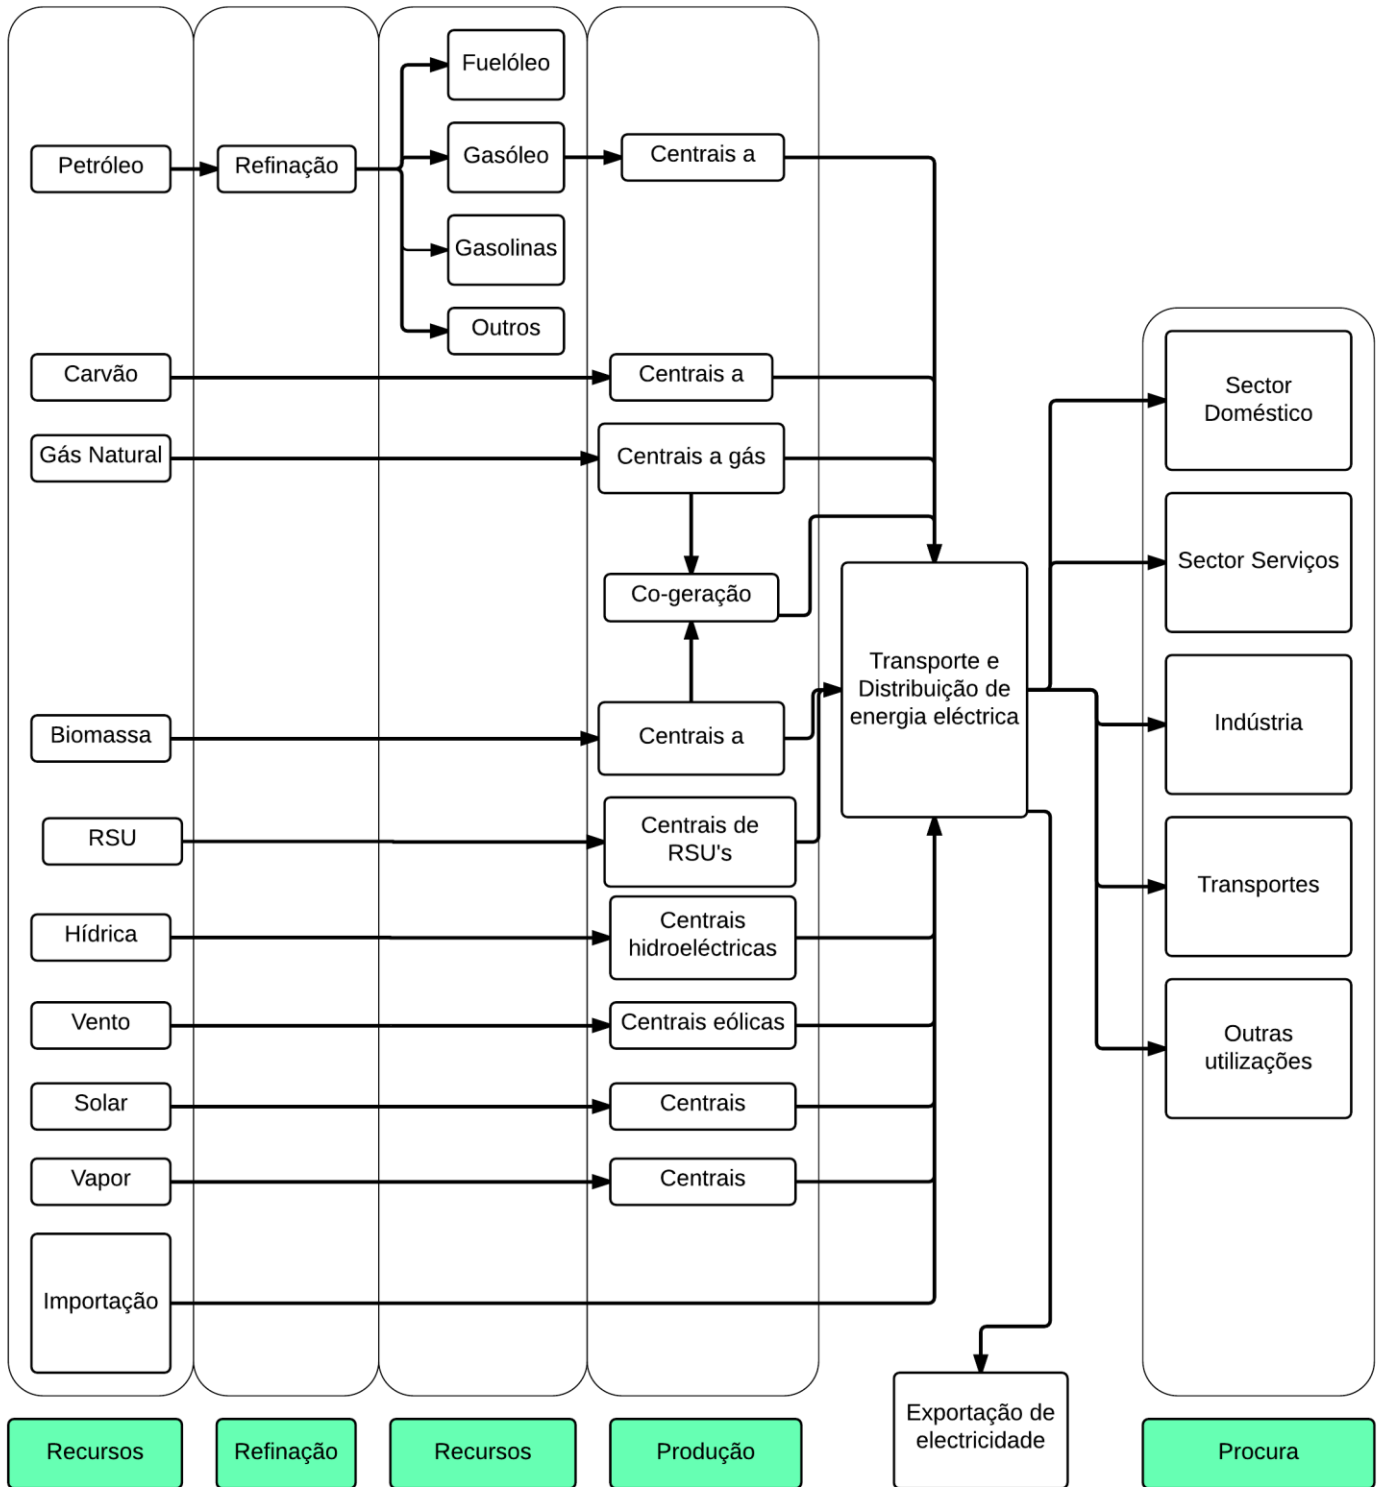 Fuelóleo
Petróleo
Refinação
Gasóleo
Centrais a
Gasolinas
Outros
Carvão
Centrais a
Gás Natural
Centrais a gás
Co-geração
Biomassa
Centrais a
RSU
Centrais de
RSU's
Hídrica
Centrais
hidroeléctricas
Vento
Centrais eólicas
Solar
Centrais
Vapor
Centrais
Importação
Transporte e
Distribuição de
energia eléctrica
Sector
Doméstico
Sector Serviços
Indústria
Transportes
Outras
utilizações
Exportação de
electricidade
Recursos
Refinação
Recursos
Produção
Procura